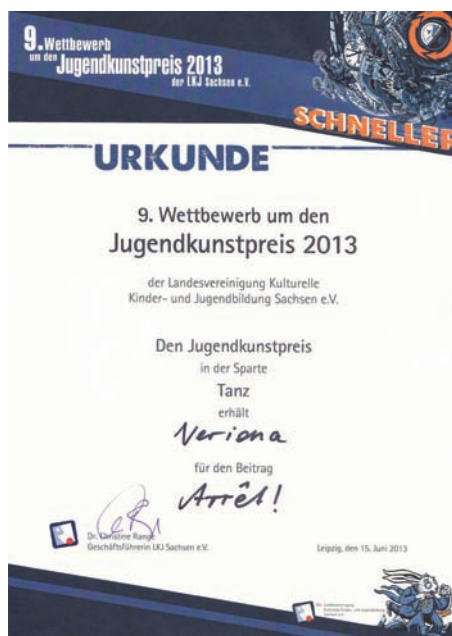 9. Wettbewerb
um den Jugendkunstpreis 2013
der LKJ Sachsen e.V.
SCHNELLER
URKUNDE
9. Wettbewerb um den
Jugendkunstpreis 2013
der Landesvereinigung Kulturelle
Kinder- und Jugendbildung Sachsen e.V.
Den Jugendkunstpreis
in der Sparte
Tanz
erhält
Neriona
für den Beitrag
Arrêt!
Dr. Christine Range
Geschäftsführerin LKJ Sachsen e.V.
Leipzig, den 15. Juni 2013